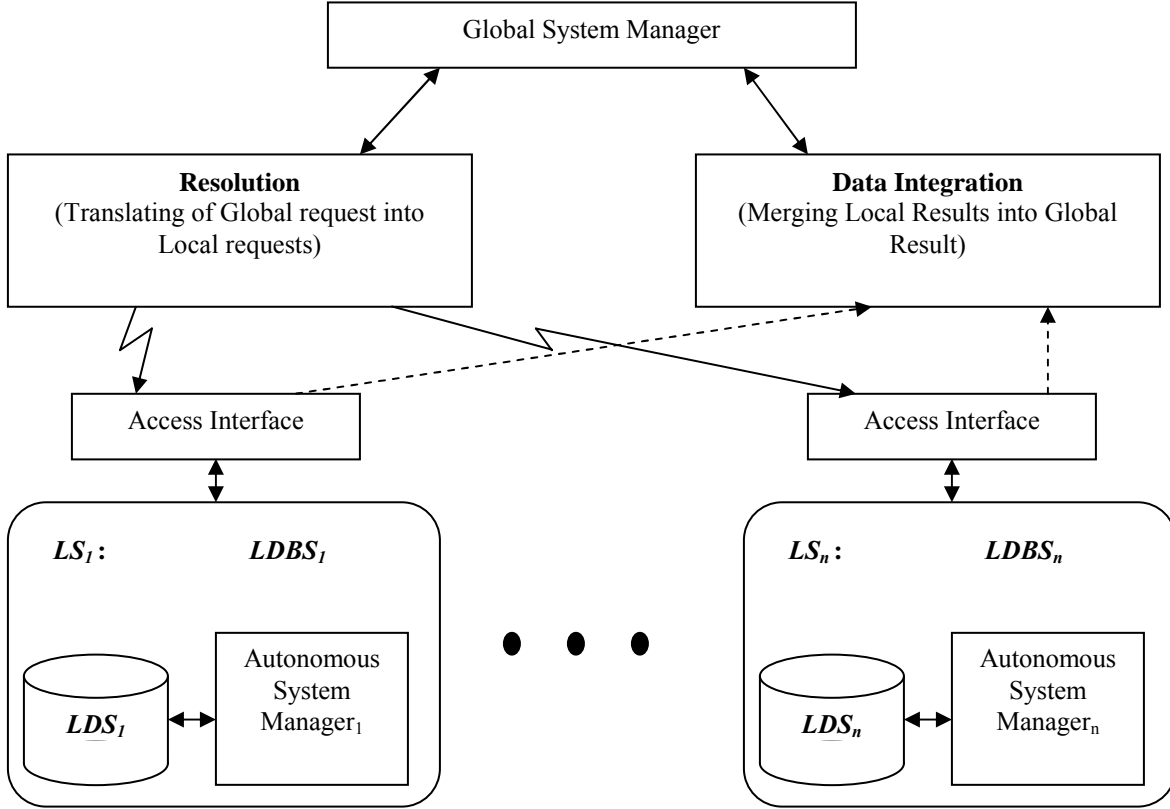 Global System Manager
Resolution
(Translating of Global request into
Local requests)
Data Integration
(Merging Local Results into Global
Result)
Access Interface
Access Interface
LS₁ : LDBS₁
LSₙ : LDBSₙ
LDS₁
Autonomous
System
Manager₁
LDSₙ
Autonomous
System
Managerₙ